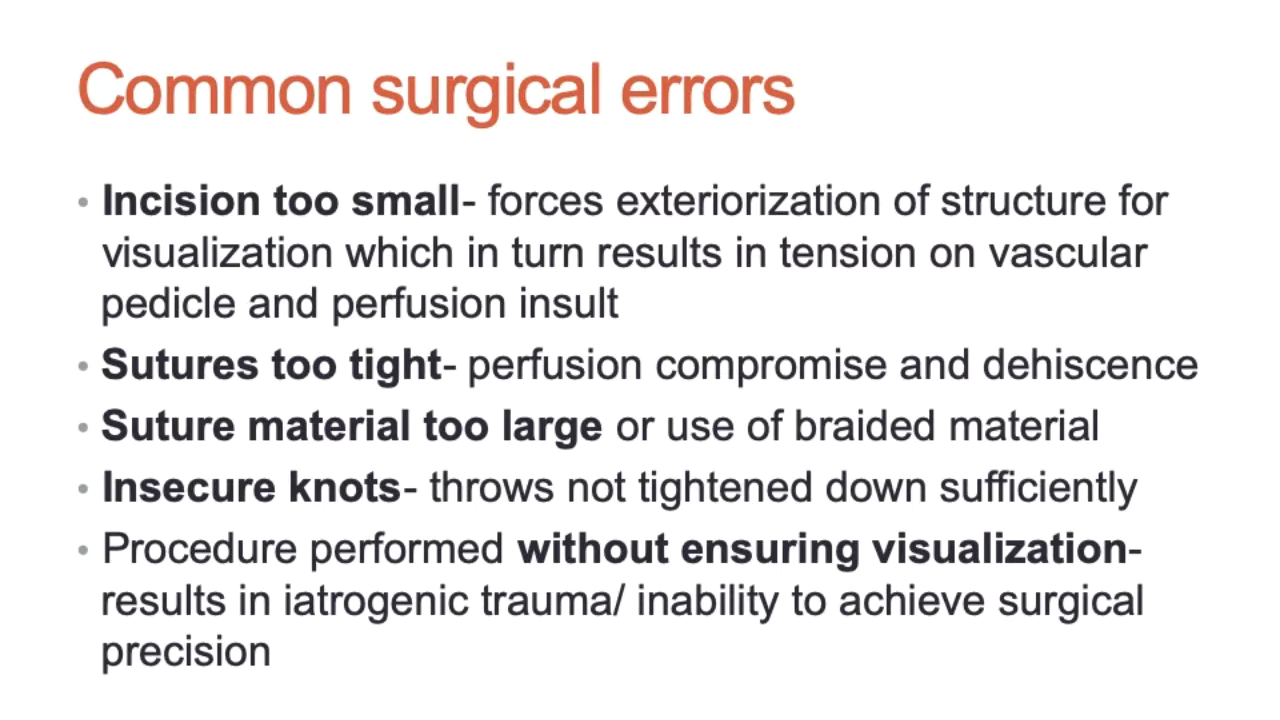 Common surgical errors
• Incision too small- forces exteriorization of structure for
visualization which in turn results in tension on vascular
pedicle and perfusion insult
• Sutures too tight- perfusion compromise and dehiscence
• Suture material too large or use of braided material
• Insecure knots- throws not tightened down sufficiently
• Procedure performed without ensuring visualization-
results in iatrogenic trauma/ inability to achieve surgical
precision